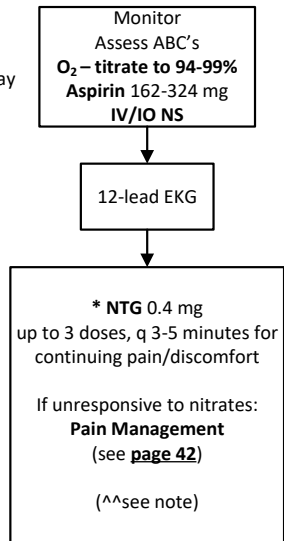 Monitor
Assess ABC's
ay
O₂ – titrate to 94-99%
Aspirin 162-324 mg
IV/IO NS
12-lead EKG
* NTG 0.4 mg
up to 3 doses, q 3-5 minutes for
continuing pain/discomfort
If unresponsive to nitrates:
Pain Management
(see page 42)
(^^see note)